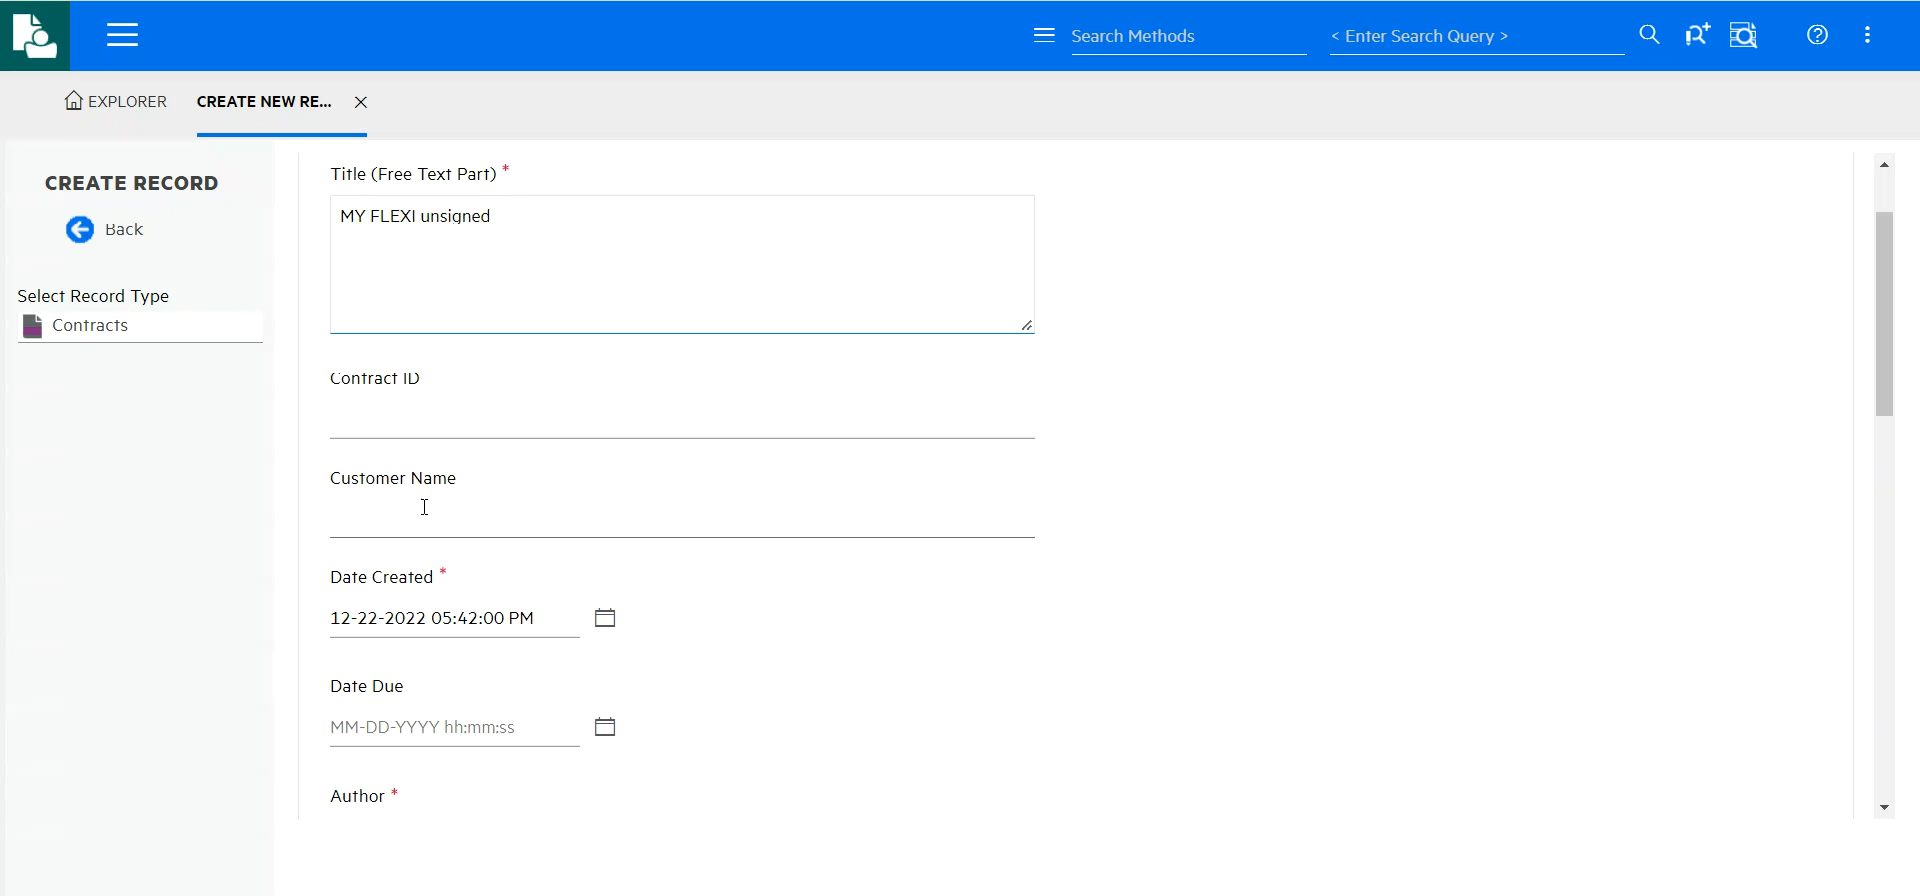 Search Methods
< Enter Search Query >
EXPLORER
CREATE NEW RE...
CREATE RECORD
Back
Select Record Type
Contracts
Title (Free Text Part) *
MY FLEXI unsigned
Contract ID
Customer Name
Date Created *
12-22-2022 05:42:00 PM
Date Due
MM-DD-YYYY hh:mm:ss
Author *